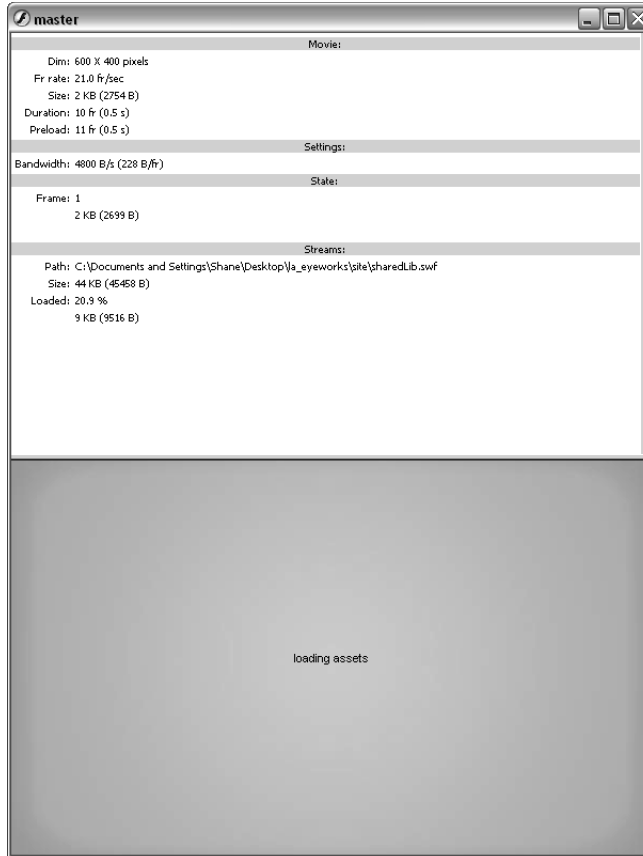 master
Movie:
Dim: 600 X 400 pixels
Fr rate: 21.0 fr/sec
Size: 2 KB (2754 B)
Duration: 10 fr (0.5 s)
Preload: 11 fr (0.5 s)
Settings:
Bandwidth: 4800 B/s (228 B/fr)
State:
Frame: 1
2 KB (2699 B)
Streams:
Path: C:\Documents and Settings\Shane\Desktop\la_eyeworks\site\sharedLib.swf
Size: 44 KB (45458 B)
Loaded: 20.9 %
9 KB (9516 B)
loading assets